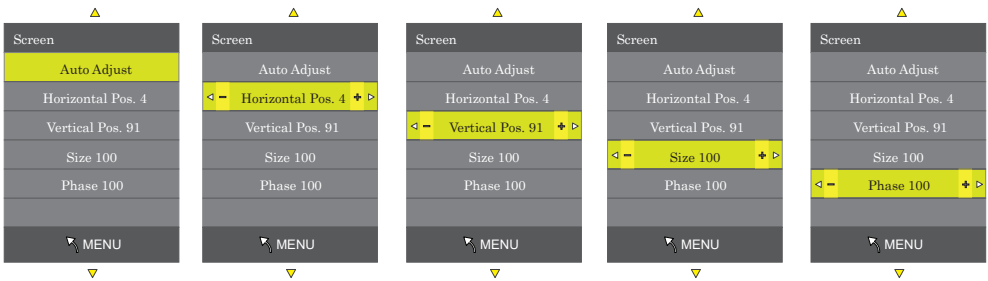 Screen
Auto Adjust
Horizontal Pos. 4
Vertical Pos. 91
Size 100
Phase 100
MENU
Screen
Auto Adjust
- Horizontal Pos. 4 +
Vertical Pos. 91
Size 100
Phase 100
MENU
Screen
Auto Adjust
Horizontal Pos. 4
- Vertical Pos. 91 +
Size 100
Phase 100
MENU
Screen
Auto Adjust
Horizontal Pos. 4
Vertical Pos. 91
- Size 100 +
Phase 100
MENU
Screen
Auto Adjust
Horizontal Pos. 4
Vertical Pos. 91
Size 100
- Phase 100 +
MENU